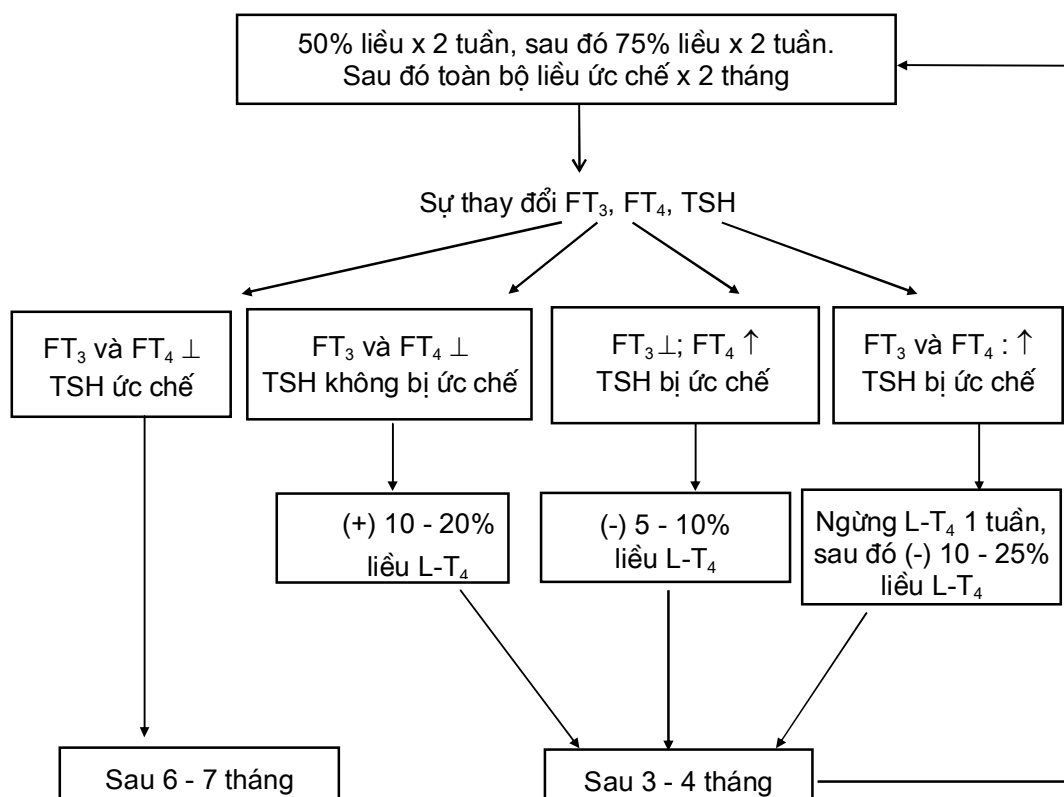 50% liều x 2 tuần, sau đó 75% liều x 2 tuần.
Sau đó toàn bộ liều ức chế x 2 tháng
Sự thay đổi FT₃, FT₄, TSH
FT₃ và FT₄ ⊥
TSH ức chế
FT₃ và FT₄ ⊥
TSH không bị ức chế
FT₃ ⊥; FT₄ ↑
TSH bị ức chế
FT₃ và FT₄ : ↑
TSH bị ức chế
(+) 10 - 20%
liều L-T₄
(-) 5 - 10%
liều L-T₄
Ngừng L-T₄ 1 tuần,
sau đó (-) 10 - 25%
liều L-T₄
Sau 6 - 7 tháng
Sau 3 - 4 tháng